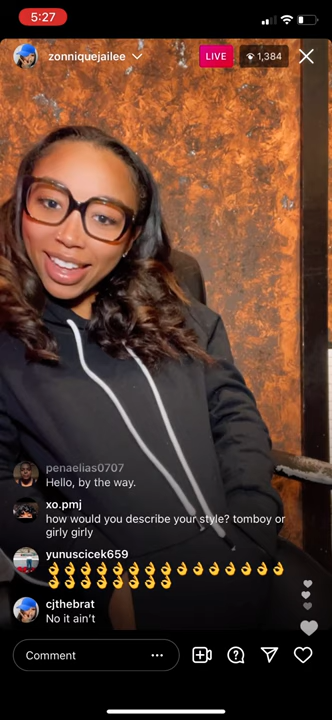 5:27
zonniquejailee
LIVE
1,384
penaelias0707
Hello, by the way.
xo.pmj
how would you describe your style? tomboy or
girly girly
yunuscicek659
👌👌👌👌👌👌👌👌👌👌👌👌👌👌👌
👌👌👌👌👌👌👌👌
cjthebrat
No it ain't
Comment